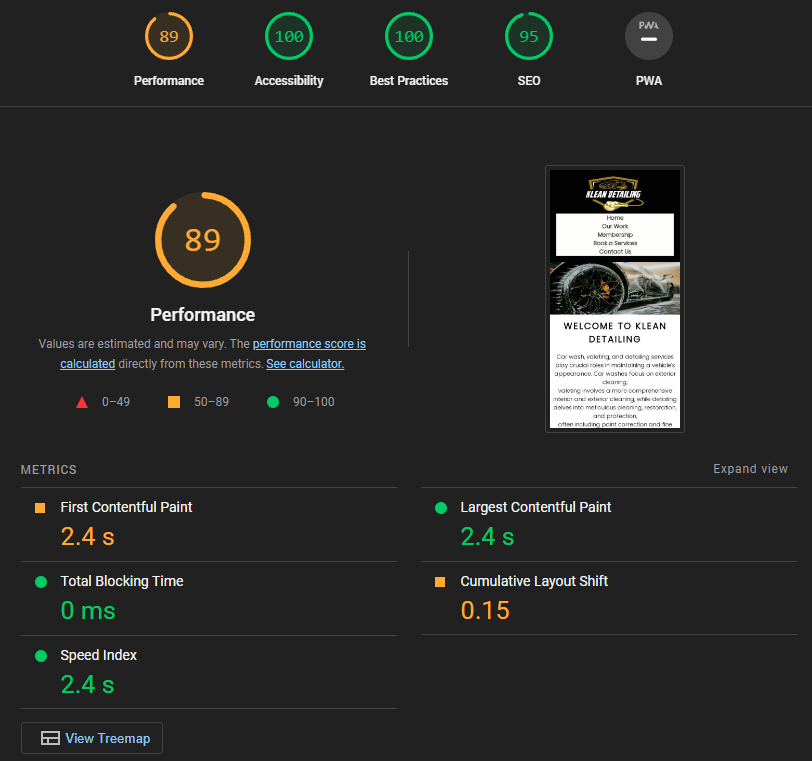 89
100
100
95
PWA
Performance
Accessibility
Best Practices
SEO
PWA
89
Performance
Values are estimated and may vary. The performance score is
calculated directly from these metrics. See calculator.
0–49
50–89
90–100
KLEAN DETAILING
Home
Our Work
Membership
Book a Services
Contact Us
WELCOME TO KLEAN
DETAILING
Car wash, valeting, and detailing services
play crucial roles in maintaining a vehicle's
appearance. Car washes focus on exterior
cleaning,
valeting involves a more comprehensive
interior and exterior cleaning, while detailing
delves into meticulous cleaning, restoration,
and protection,
often including paint correction and fine
METRICS
Expand view
First Contentful Paint
2.4 s
Largest Contentful Paint
2.4 s
Total Blocking Time
0 ms
Cumulative Layout Shift
0.15
Speed Index
2.4 s
View Treemap